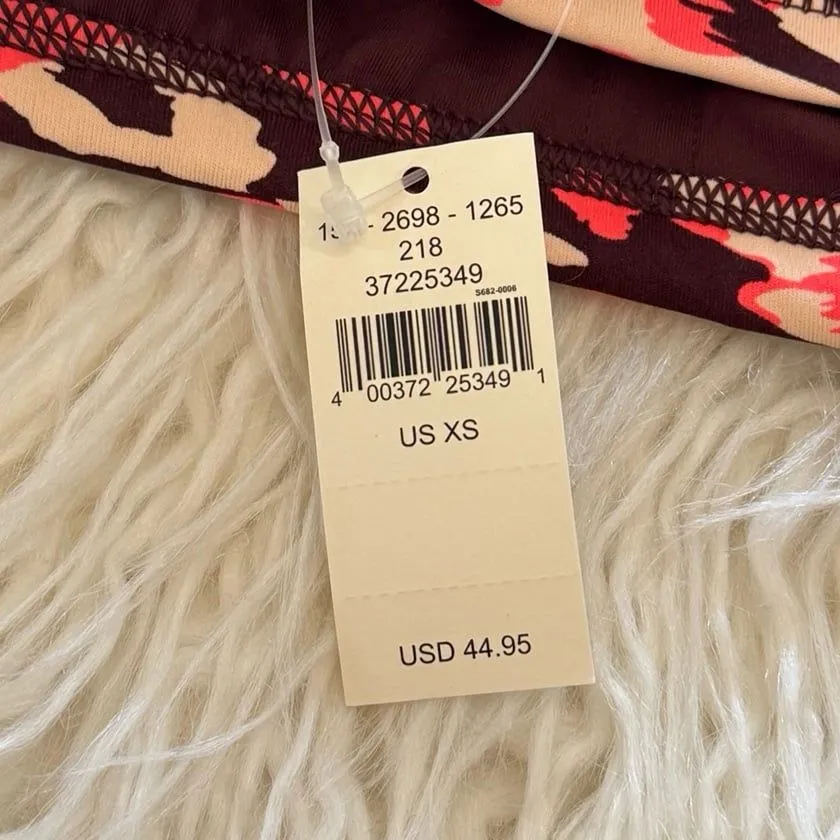 - 2698 - 1265
218
37225349
S682-0006
4 00372 25349 1
US XS
USD 44.95